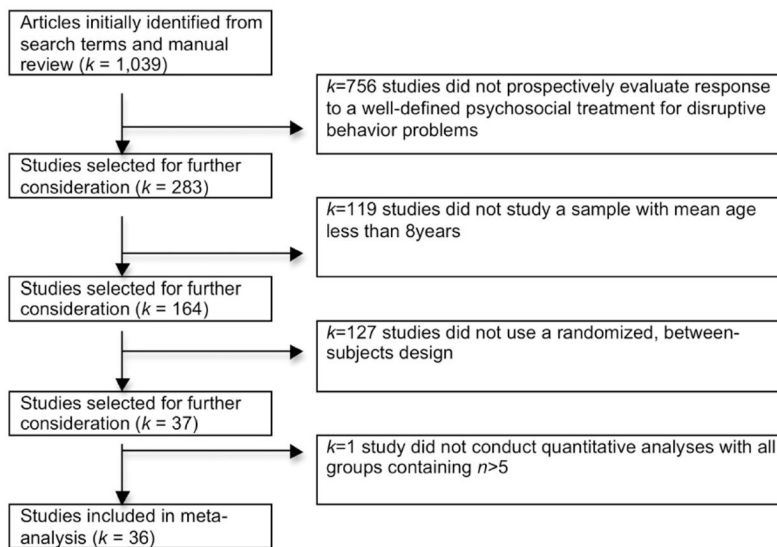 Articles initially identified from
search terms and manual
review (k = 1,039)
k=756 studies did not prospectively evaluate response
to a well-defined psychosocial treatment for disruptive
behavior problems
Studies selected for further
consideration (k = 283)
k=119 studies did not study a sample with mean age
less than 8years
Studies selected for further
consideration (k = 164)
k=127 studies did not use a randomized, between-
subjects design
Studies selected for further
consideration (k = 37)
k=1 study did not conduct quantitative analyses with all
groups containing n>5
Studies included in meta-
analysis (k = 36)